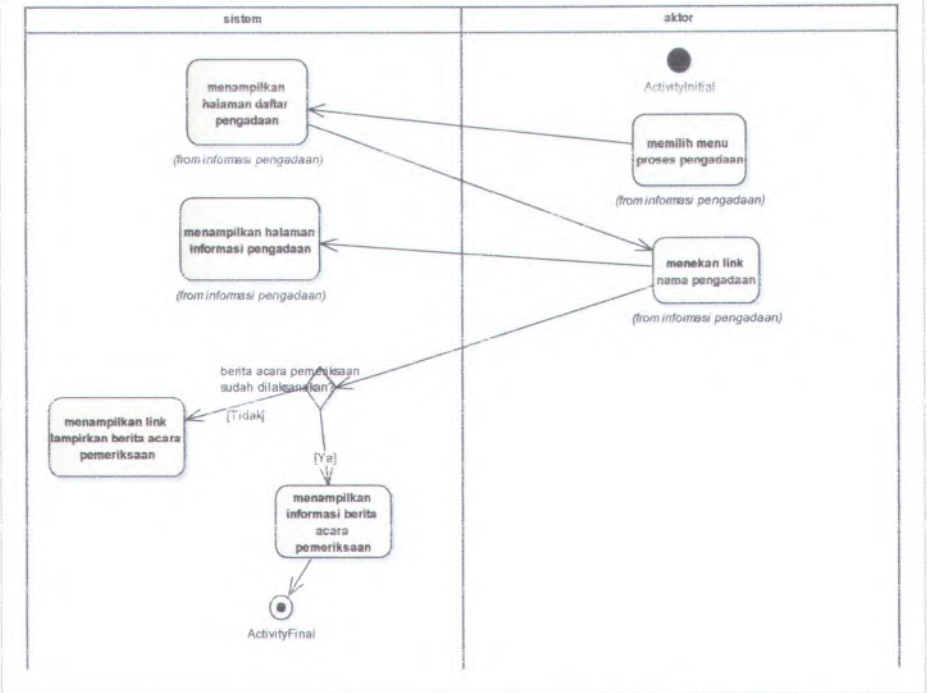 sistem
aktor
ActivityInitial
menampilkan
halaman daftar
pengadaan
(from informasi pengadaan)
memilih menu
proses pengadaan
(from informasi pengadaan)
menampilkan halaman
informasi pengadaan
(from informasi pengadaan)
menekan link
nama pengadaan
(from informasi pengadaan)
berita acara pemeriksaan
sudah dilaksanakan?
[Tidak]
menampilkan link
lampirkan berita acara
pemeriksaan
[Ya]
menampilkan
informasi berita
acara
pemeriksaan
ActivityFinal